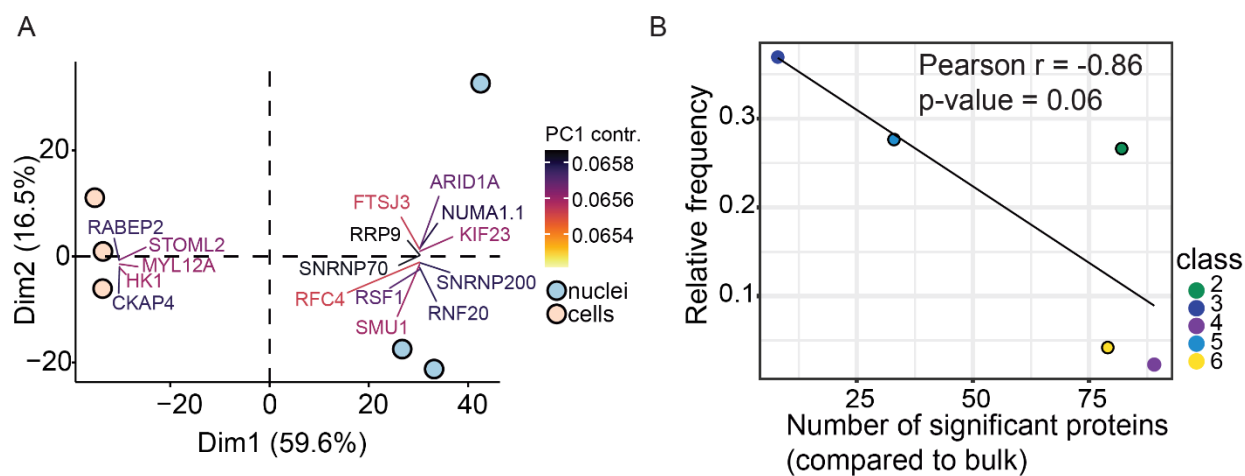 A
Dim2 (16.5%)
20
0
−20
−20
0
20
40
Dim1 (59.6%)
RABEP2
STOML2
MYL12A
HK1
CKAP4
ARID1A
FTSJ3
NUMA1.1
RRP9
KIF23
SNRNP70
SNRNP200
RFC4
RSF1
RNF20
SMU1
PC1 contr.
0.0658
0.0656
0.0654
nuclei
cells
B
Pearson r = -0.86
p-value = 0.06
Relative frequency
0.3
0.2
0.1
25
50
75
Number of significant proteins
(compared to bulk)
class
2
3
4
5
6